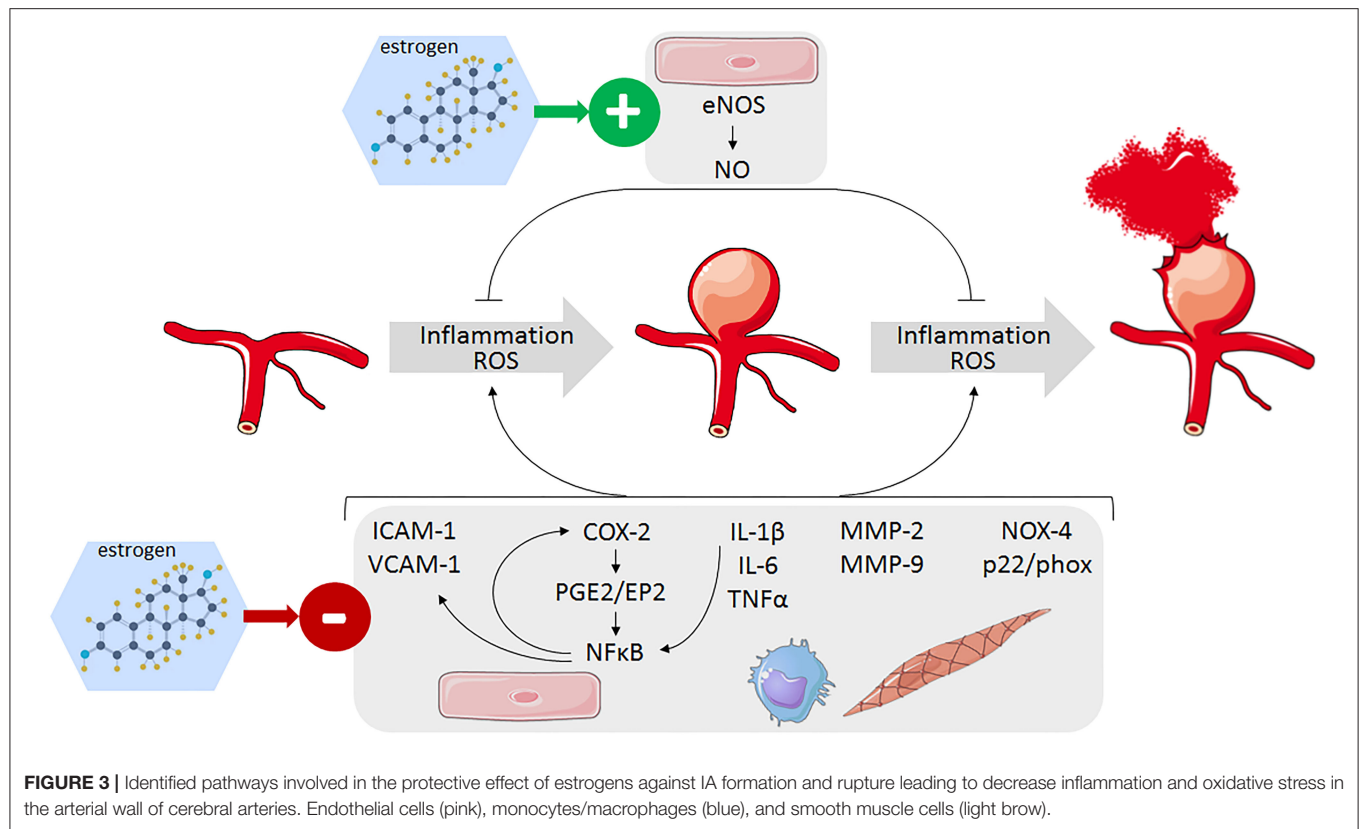 estrogen
+
eNOS
NO
Inflammation
ROS
Inflammation
ROS
estrogen
-
ICAM-1
VCAM-1
COX-2
PGE2/EP2
NFκB
IL-1β
IL-6
TNFα
MMP-2
MMP-9
NOX-4
p22/phox
FIGURE 3 | Identified pathways involved in the protective effect of estrogens against IA formation and rupture leading to decrease inflammation and oxidative stress in
the arterial wall of cerebral arteries. Endothelial cells (pink), monocytes/macrophages (blue), and smooth muscle cells (light brow).